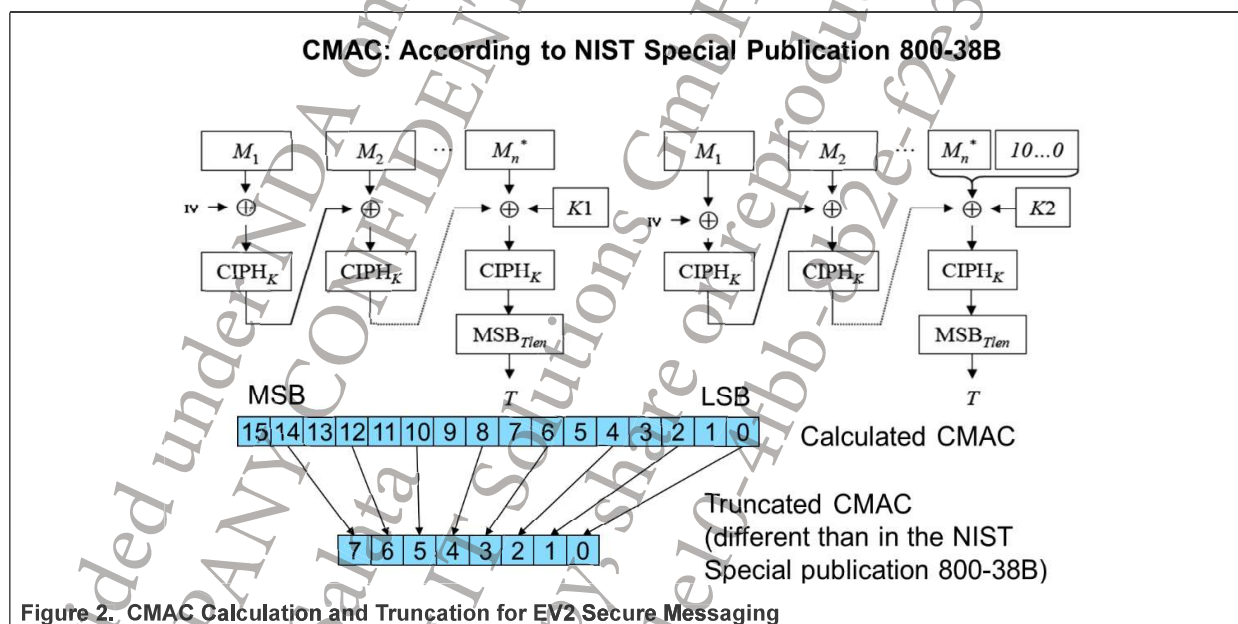 CMAC: According to NIST Special Publication 800-38B
M1 M2 ... Mn* M1 M2 ... Mn* 10...0
IV ⊕ ⊕ ⊕ K1 IV ⊕ ⊕ ⊕ K2
CIPHK CIPHK CIPHK CIPHK CIPHK CIPHK
MSBTlen MSBTlen
T T
MSB LSB
15 14 13 12 11 10 9 8 7 6 5 4 3 2 1 0 Calculated CMAC
Truncated CMAC
7 6 5 4 3 2 1 0 (different than in the NIST
Special publication 800-38B)
Figure 2. CMAC Calculation and Truncation for EV2 Secure Messaging